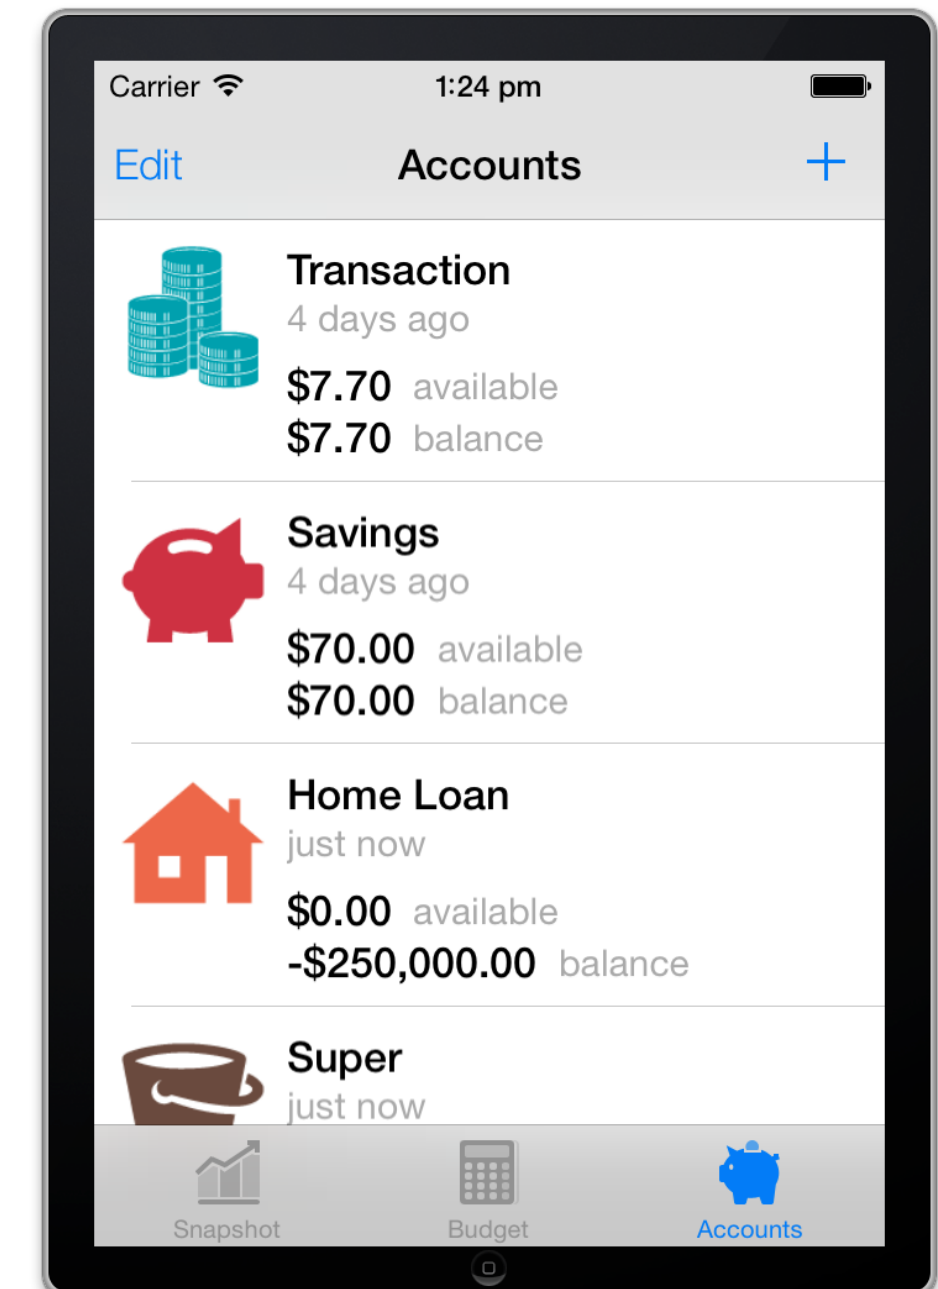 Carrier 1:24 pm
Edit Accounts +
Transaction
4 days ago
$7.70 available
$7.70 balance
Savings
4 days ago
$70.00 available
$70.00 balance
Home Loan
just now
$0.00 available
-$250,000.00 balance
Super
just now
Snapshot Budget Accounts